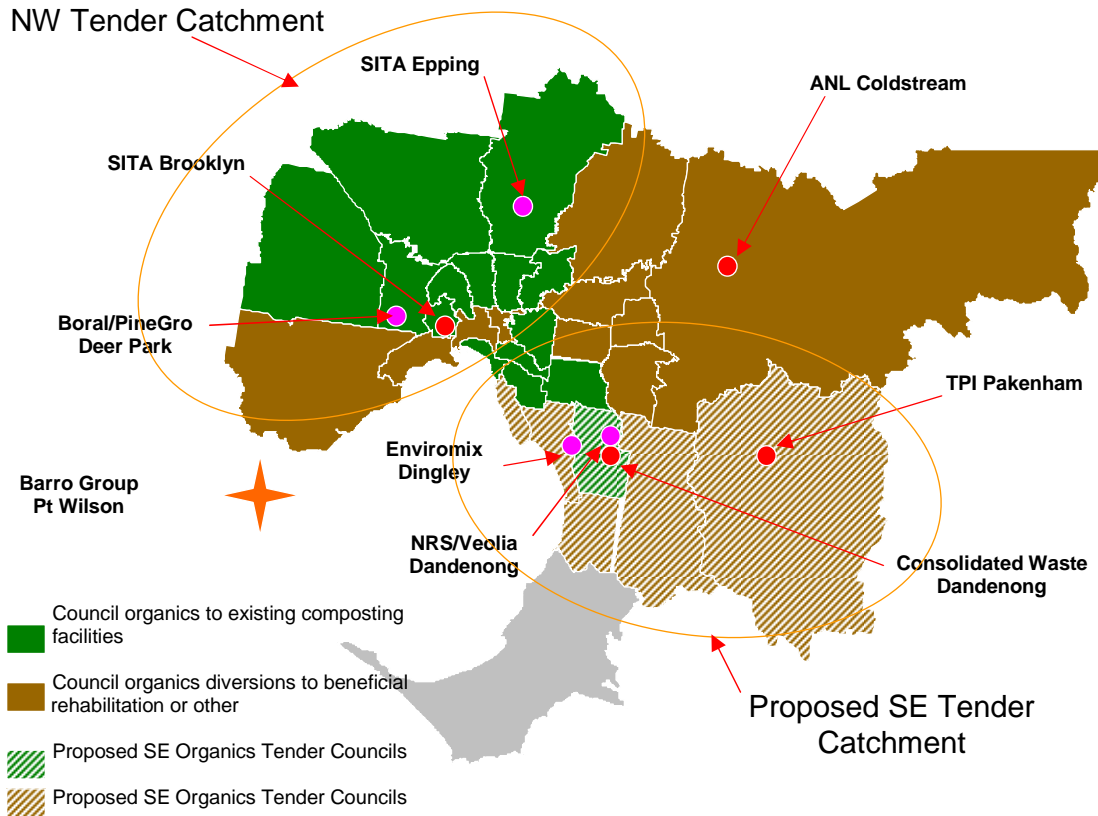 NW Tender Catchment
SITA Epping
ANL Coldstream
SITA Brooklyn
Boral/PineGro
Deer Park
TPI Pakenham
Enviromix
Dingley
Barro Group
Pt Wilson
NRS/Veolia
Dandenong
Consolidated Waste
Dandenong
Council organics to existing composting
facilities
Council organics diversions to beneficial
rehabilitation or other
Proposed SE Tender
Catchment
Proposed SE Organics Tender Councils
Proposed SE Organics Tender Councils